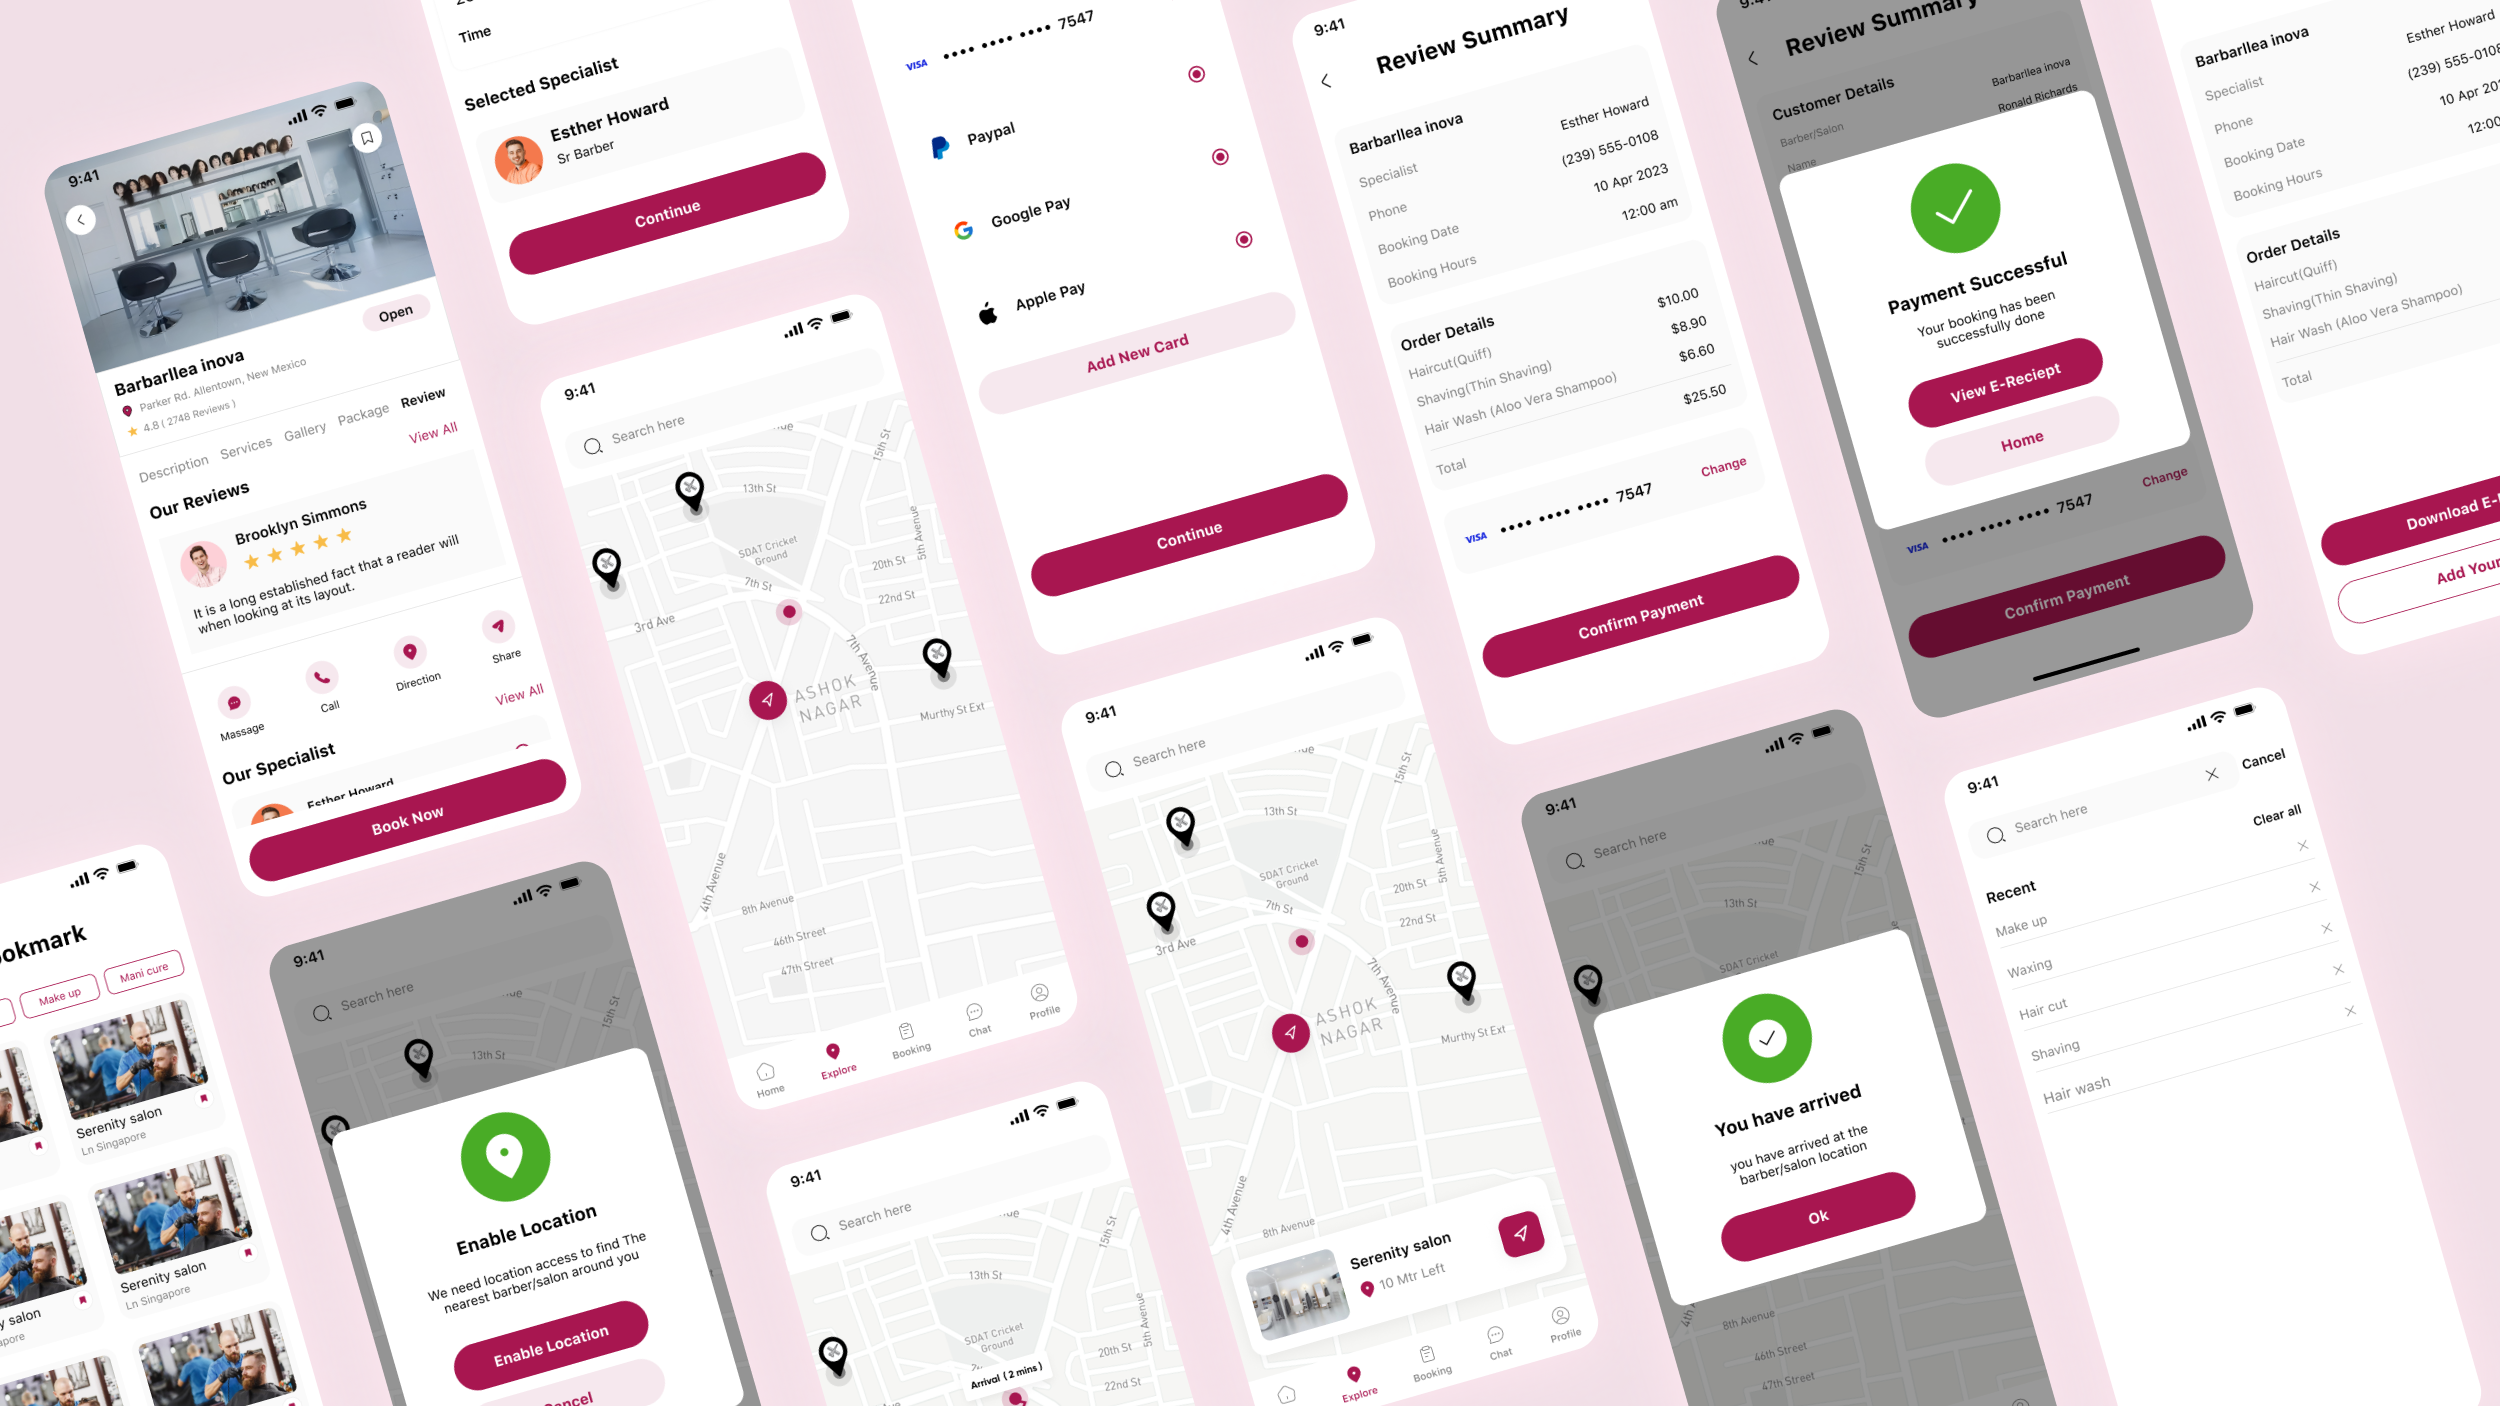 9:41
Open
Barbarllea inova
Parker Rd. Allentown, New Mexico
4.8 ( 2748 Reviews )
Description Services Gallery Package Review
View All
Our Reviews
Brooklyn Simmons
It is a long established fact that a reader will
when looking at its layout.
Massage Call Direction Share
View All
Our Specialist
Esther Howard
Book Now
Time
Selected Specialist
Esther Howard
Sr Barber
Continue
VISA •••• •••• •••• 7547
Paypal
Google Pay
Apple Pay
Add New Card
Continue
9:41
Review Summary
Barbarllea inova
Specialist Esther Howard
Phone (239) 555-0108
Booking Date 10 Apr 2023
Booking Hours 12:00 am
Order Details
Haircut(Quiff) $10.00
Shaving(Thin Shaving) $8.90
Hair Wash (Aloo Vera Shampoo) $6.60
Total $25.50
VISA •••• •••• •••• 7547 Change
Confirm Payment
Review Summary
Customer Details
Barber/Salon Barbarllea inova
Name Ronald Richards
Payment Successful
Your booking has been
successfully done
View E-Reciept
Home
VISA •••• •••• •••• 7547 Change
Confirm Payment
Barbarllea inova
Specialist Esther Howard
Phone (239) 555-0108
Booking Date 10 Apr
Booking Hours 12:00
Order Details
Haircut(Quiff)
Shaving(Thin Shaving)
Hair Wash (Aloo Vera Shampoo)
Total
Download
Add Your
9:41
Search here
15th St
13th St
SDAT Cricket
Ground
5th Avenue
7th St
20th St
22nd St
3rd Ave
7th Avenue
ASHOK
NAGAR
Murthy St Ext
4th Avenue
8th Avenue
46th Street
47th Street
Home Explore Booking Chat Profile
9:41
Search here
15th St
13th St
SDAT Cricket
Ground
5th Avenue
7th St
20th St
22nd St
3rd Ave
7th Avenue
ASHOK
NAGAR
Murthy St Ext
4th Avenue
8th Avenue
Serenity salon
10 Mtr Left
Explore Booking Chat Profile
9:41
Search here
15th St
13th St
SDAT Cricket
You have arrived
you have arrived at the
barber/salon location
Ok
8th Avenue
46th Street
47th Street
9:41
Search here Cancel
Clear all
Recent
Make up
Waxing
Hair cut
Shaving
Hair wash
Make up Mani cure
Serenity salon
Ln Singapore
Serenity salon
Ln Singapore
salon
9:41
Search here
15th St
13th St
Enable Location
We need location access to find The
nearest barber/salon around you
Enable Location
Cancel
9:41
Search here
15th St
13th St
SDAT Cricket
Ground
5th Avenue
20th St
22nd St
Arrival ( 2 mins )